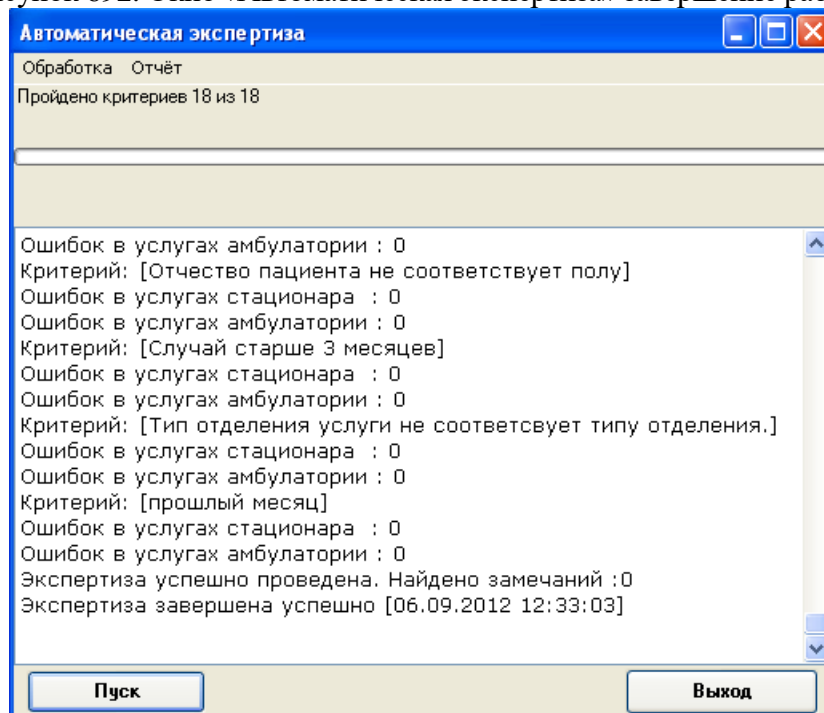 Автоматическая экспертиза
Обработка Отчёт
Пройдено критериев 18 из 18
Ошибок в услугах амбулатории : 0
Критерий: [Отчество пациента не соответствует полу]
Ошибок в услугах стационара : 0
Ошибок в услугах амбулатории : 0
Критерий: [Случай старше 3 месяцев]
Ошибок в услугах стационара : 0
Ошибок в услугах амбулатории : 0
Критерий: [Тип отделения услуги не соответсвует типу отделения.]
Ошибок в услугах стационара : 0
Ошибок в услугах амбулатории : 0
Критерий: [прошлый месяц]
Ошибок в услугах стационара : 0
Ошибок в услугах амбулатории : 0
Экспертиза успешно проведена. Найдено замечаний :0
Экспертиза завершена успешно [06.09.2012 12:33:03]
Пуск Выход